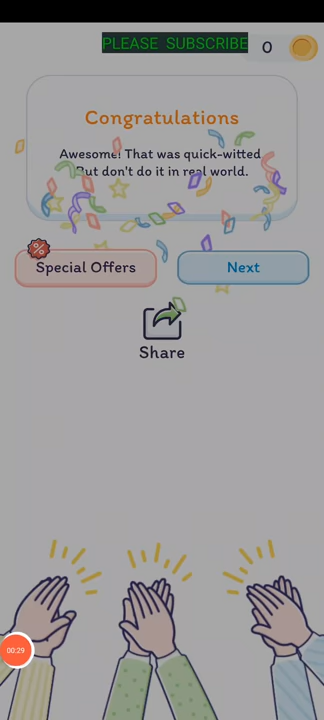 PLEASE SUBSCRIBE
0
Congratulations
Awesome! That was quick-witted
But don't do it in real world.
%
Special Offers
Next
Share
00:29